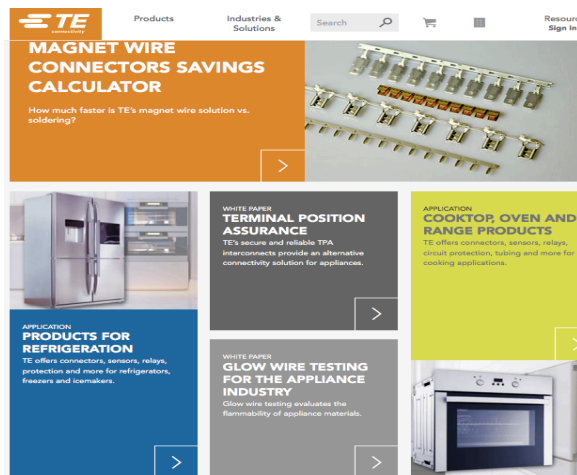 TE
connectivity
Products
Industries &
Solutions
Search
Resour
Sign In
MAGNET WIRE
CONNECTORS SAVINGS
CALCULATOR
How much faster is TE's magnet wire solution vs.
soldering?
APPLICATION
PRODUCTS FOR
REFRIGERATION
TE offers connectors, sensors, relays,
protection and more for refrigerators,
freezers and icemakers.
WHITE PAPER
TERMINAL POSITION
ASSURANCE
TE's secure and reliable TPA
interconnects provide an alternative
connectivity solution for appliances.
WHITE PAPER
GLOW WIRE TESTING
FOR THE APPLIANCE
INDUSTRY
Glow wire testing evaluates the
flammability of appliance materials.
APPLICATION
COOKTOP, OVEN AND
RANGE PRODUCTS
TE offers connectors, sensors, relays,
circuit protection, tubing and more for
cooking applications.